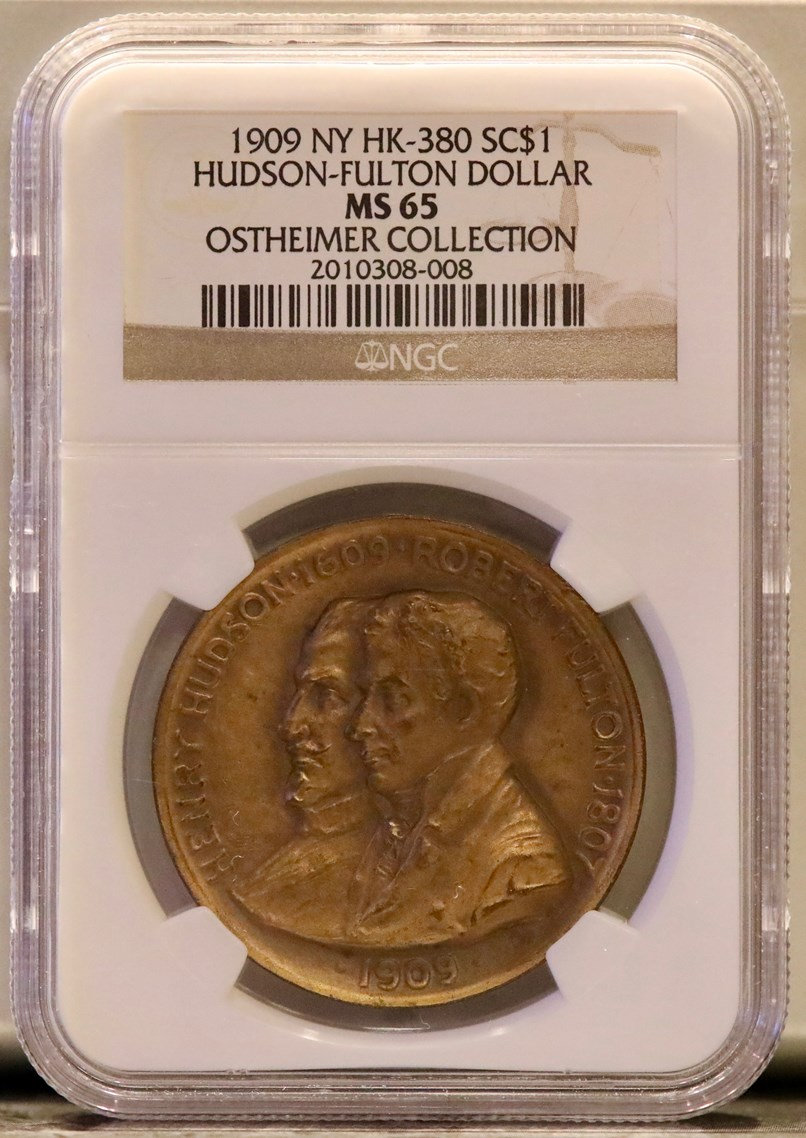 1909 NY HK-380 SC$1
HUDSON-FULTON DOLLAR
MS 65
OSTHEIMER COLLECTION
2010308-008
NGC
HENRY HUDSON·1609·ROBERT FULTON·1807
·1909·